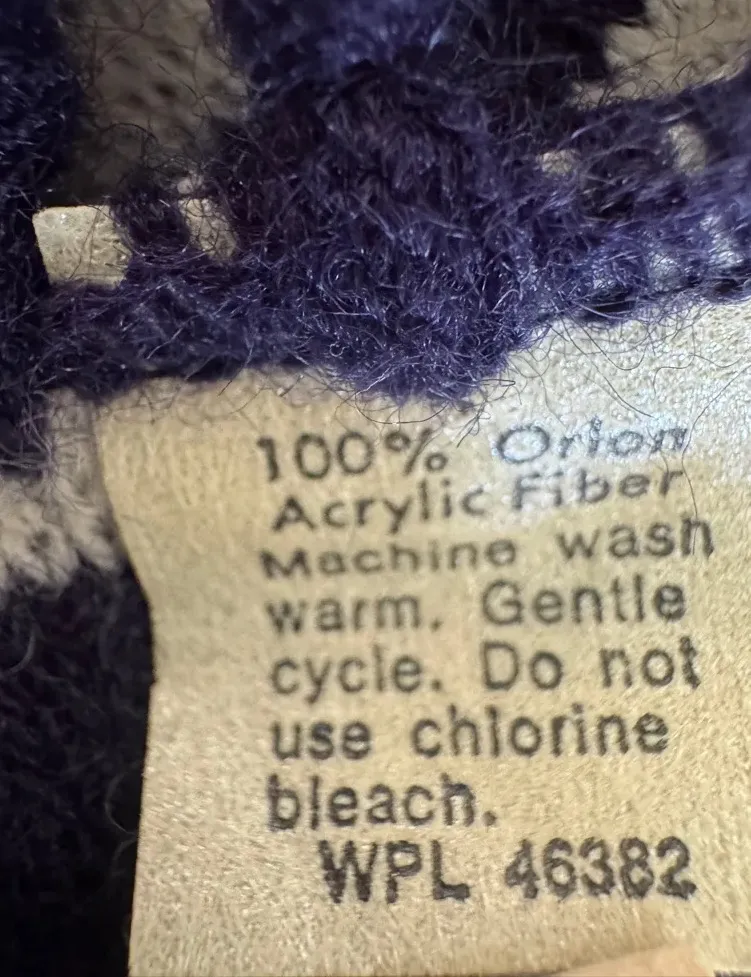 100% Orlon
Acrylic Fiber
Machine wash
warm. Gentle
cycle. Do not
use chlorine
bleach.
WPL 46382